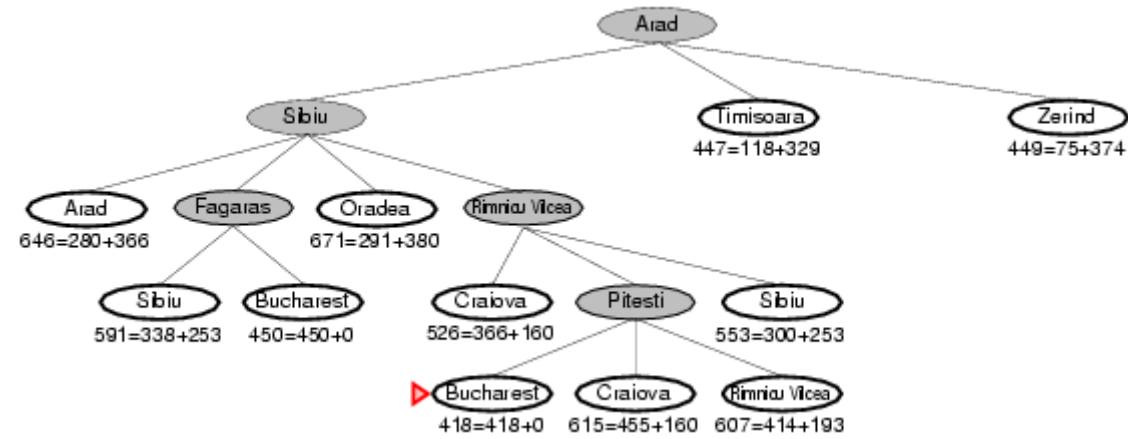 Arad
Sibiu
Timisoara
Zerind
447=118+329
449=75+374
Arad
Fagaras
Oradea
Rimnicu Vilcea
646=280+366
671=291+380
Sibiu
Bucharest
Craiova
Pitesti
Sibiu
591=338+253
450=450+0
526=366+160
553=300+253
Bucharest
Craiova
Rimnicu Vilcea
418=418+0
615=455+160
607=414+193